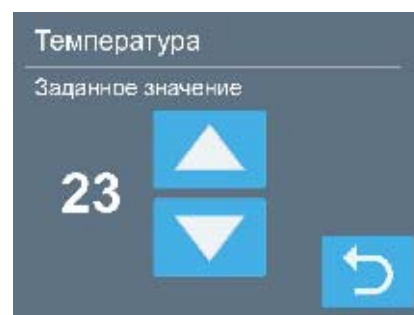 Температура
Заданное значение
23